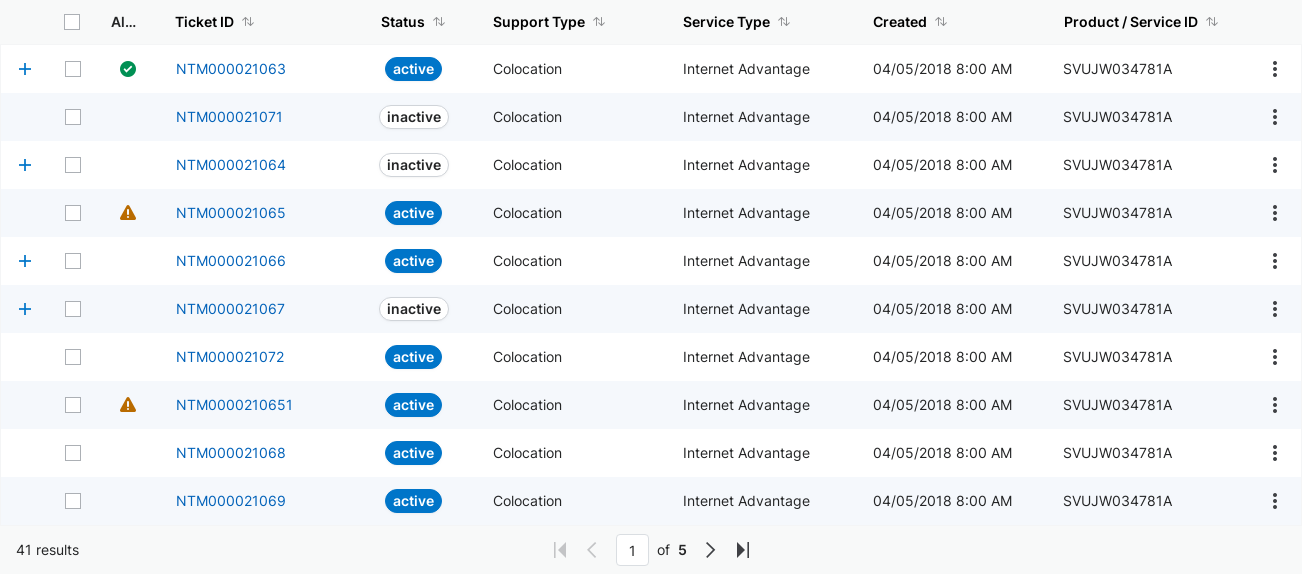 Al... Ticket ID Status Support Type Service Type Created Product / Service ID
NTM000021063 active Colocation Internet Advantage 04/05/2018 8:00 AM SVUJW034781A
NTM000021071 inactive Colocation Internet Advantage 04/05/2018 8:00 AM SVUJW034781A
NTM000021064 inactive Colocation Internet Advantage 04/05/2018 8:00 AM SVUJW034781A
NTM000021065 active Colocation Internet Advantage 04/05/2018 8:00 AM SVUJW034781A
NTM000021066 active Colocation Internet Advantage 04/05/2018 8:00 AM SVUJW034781A
NTM000021067 inactive Colocation Internet Advantage 04/05/2018 8:00 AM SVUJW034781A
NTM000021072 active Colocation Internet Advantage 04/05/2018 8:00 AM SVUJW034781A
NTM0000210651 active Colocation Internet Advantage 04/05/2018 8:00 AM SVUJW034781A
NTM000021068 active Colocation Internet Advantage 04/05/2018 8:00 AM SVUJW034781A
NTM000021069 active Colocation Internet Advantage 04/05/2018 8:00 AM SVUJW034781A
41 results 1 of 5